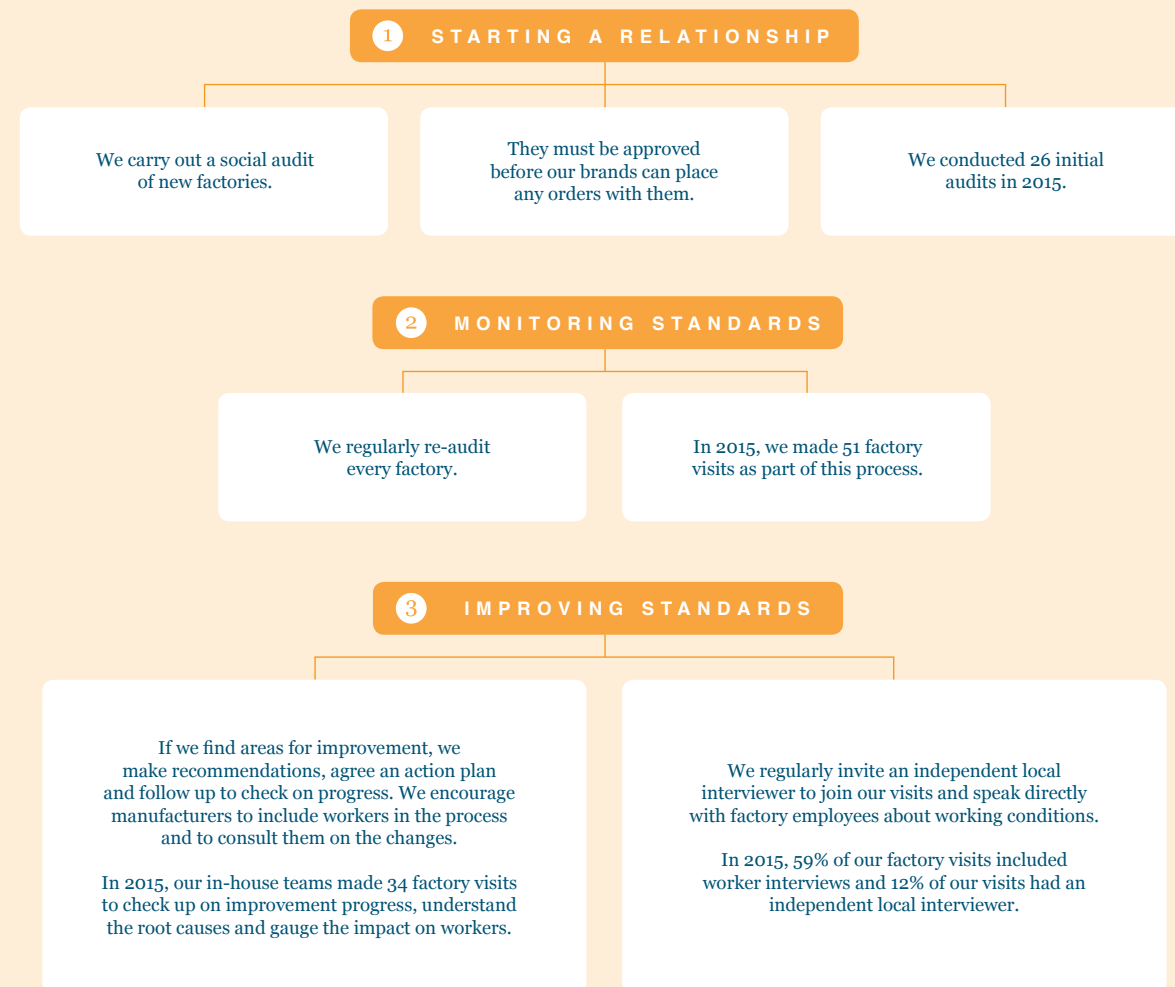 1 STARTING A RELATIONSHIP
We carry out a social audit
of new factories.
They must be approved
before our brands can place
any orders with them.
We conducted 26 initial
audits in 2015.
2 MONITORING STANDARDS
We regularly re-audit
every factory.
In 2015, we made 51 factory
visits as part of this process.
3 IMPROVING STANDARDS
If we find areas for improvement, we
make recommendations, agree an action plan
and follow up to check on progress. We encourage
manufacturers to include workers in the process
and to consult them on the changes.
In 2015, our in-house teams made 34 factory visits
to check up on improvement progress, understand
the root causes and gauge the impact on workers.
We regularly invite an independent local
interviewer to join our visits and speak directly
with factory employees about working conditions.
In 2015, 59% of our factory visits included
worker interviews and 12% of our visits had an
independent local interviewer.